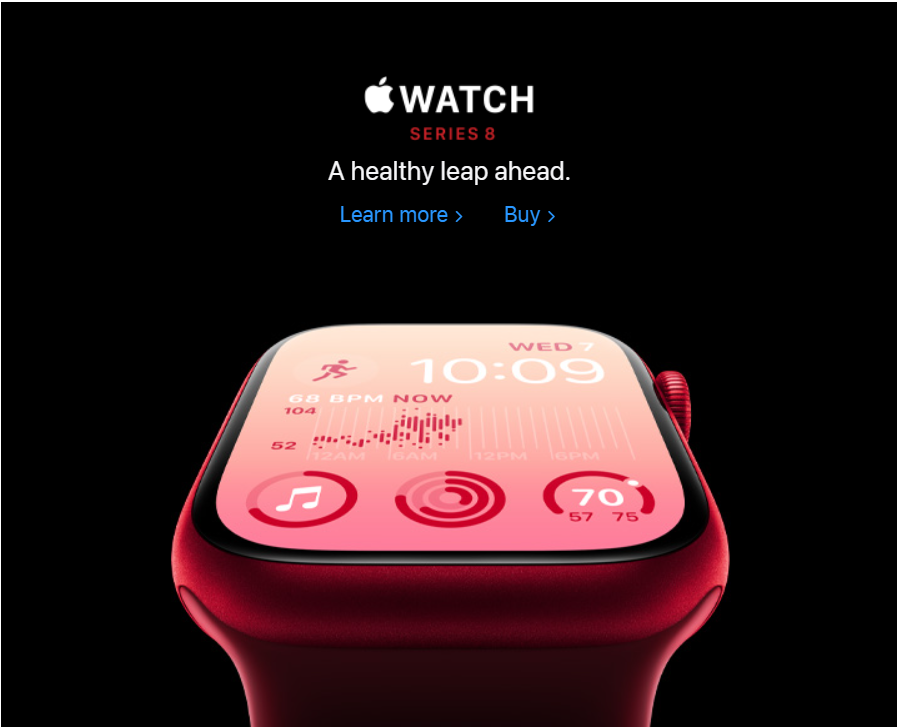 WATCH
SERIES 8
A healthy leap ahead.
Learn more >
Buy >
WED 7
10:09
68 BPM NOW
104
52
12AM 6AM 12PM 6PM
70
57 75